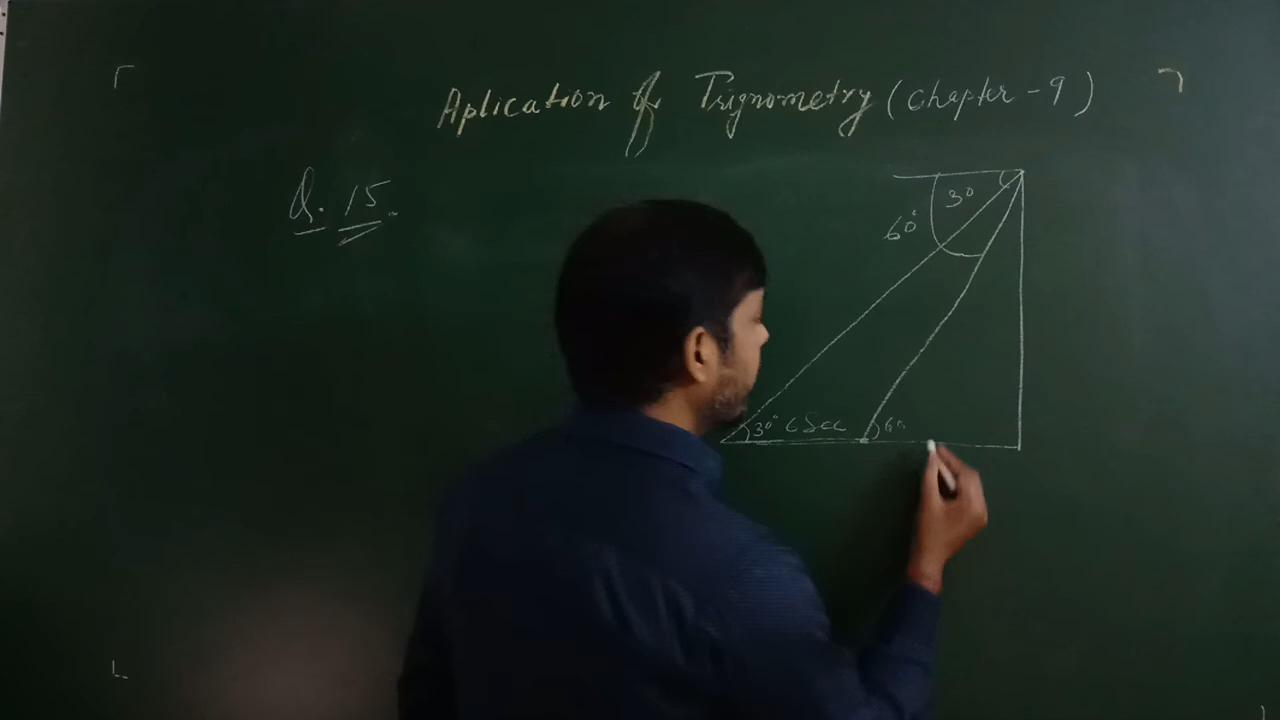 Aplication of Trignometry (Chapter-9)
Q. 15.
30
60°
30° 6 Sec 60